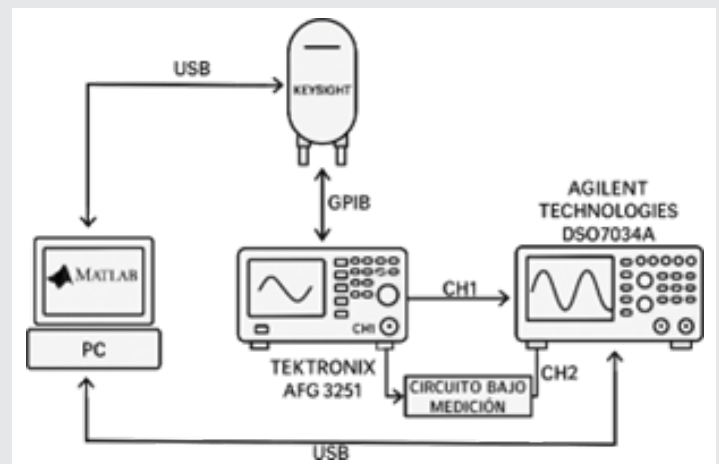 USB
KEYSIGHT
GPIB
AGILENT
TECHNOLOGIES
DSO7034A
MATLAB
PC
CH1
CH1
TEKTRONIX
AFG 3251
CIRCUITO BAJO
MEDICIÓN
CH2
USB